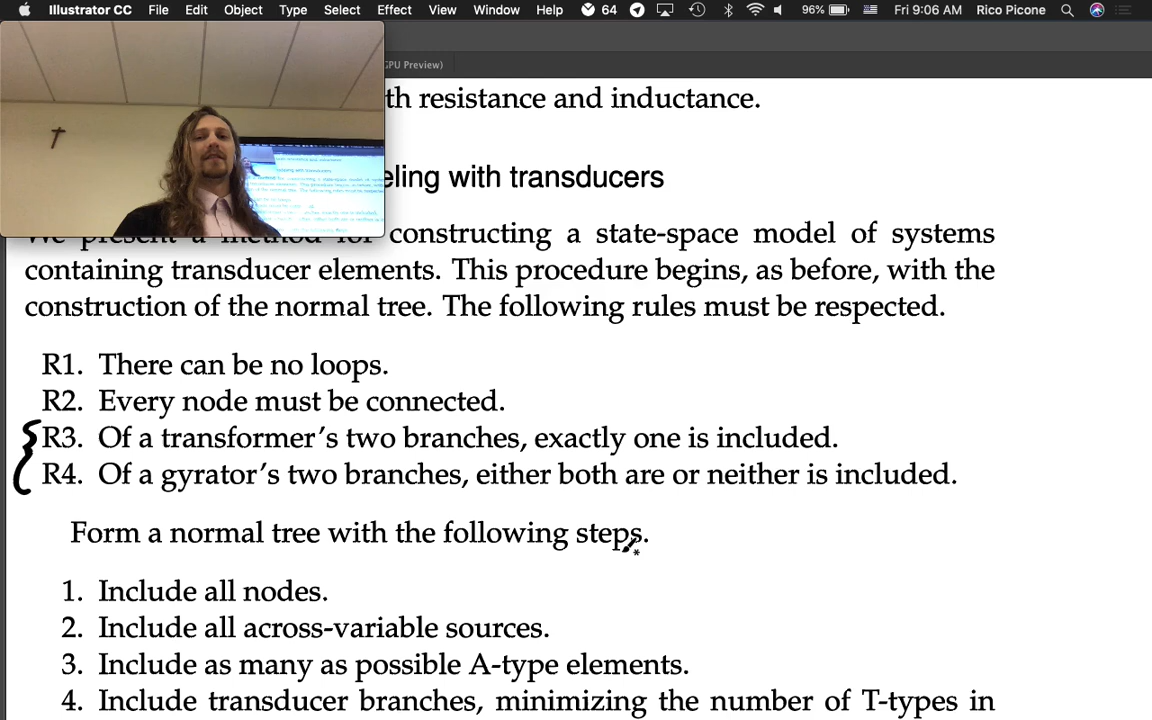 Illustrator CC File Edit Object Type Select Effect View Window Help 64 96% Fri 9:06 AM Rico Picone
GPU Preview)
th resistance and inductance.
eling with transducers
We present a method for constructing a state-space model of systems
containing transducer elements. This procedure begins, as before, with the
construction of the normal tree. The following rules must be respected.
R1. There can be no loops.
R2. Every node must be connected.
R3. Of a transformer's two branches, exactly one is included.
R4. Of a gyrator's two branches, either both are or neither is included.
Form a normal tree with the following steps.
1. Include all nodes.
2. Include all across-variable sources.
3. Include as many as possible A-type elements.
4. Include transducer branches, minimizing the number of T-types in